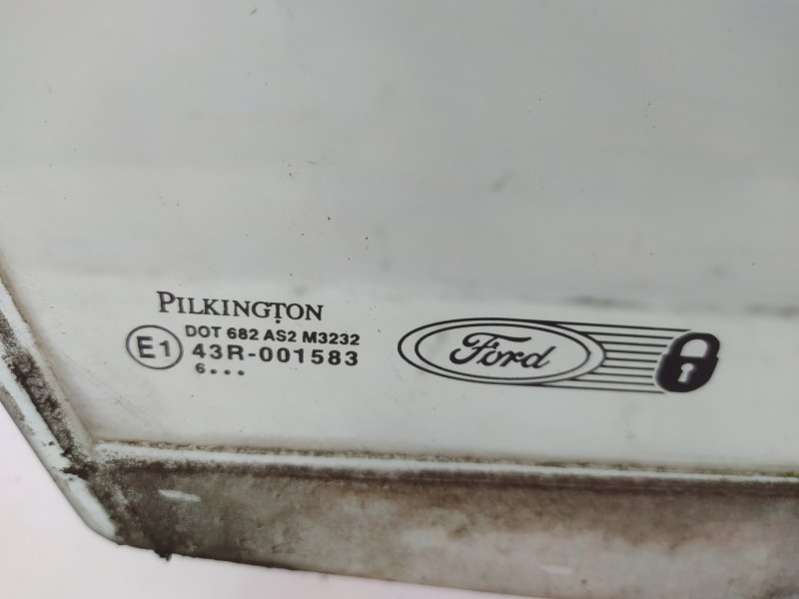 PILKINGTON
DOT 682 AS2 M3232
E1 43R-001583
6...
Ford